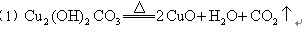 (1) Cu₂(OH)₂CO₃ ≜ 2CuO+H₂O+CO₂↑